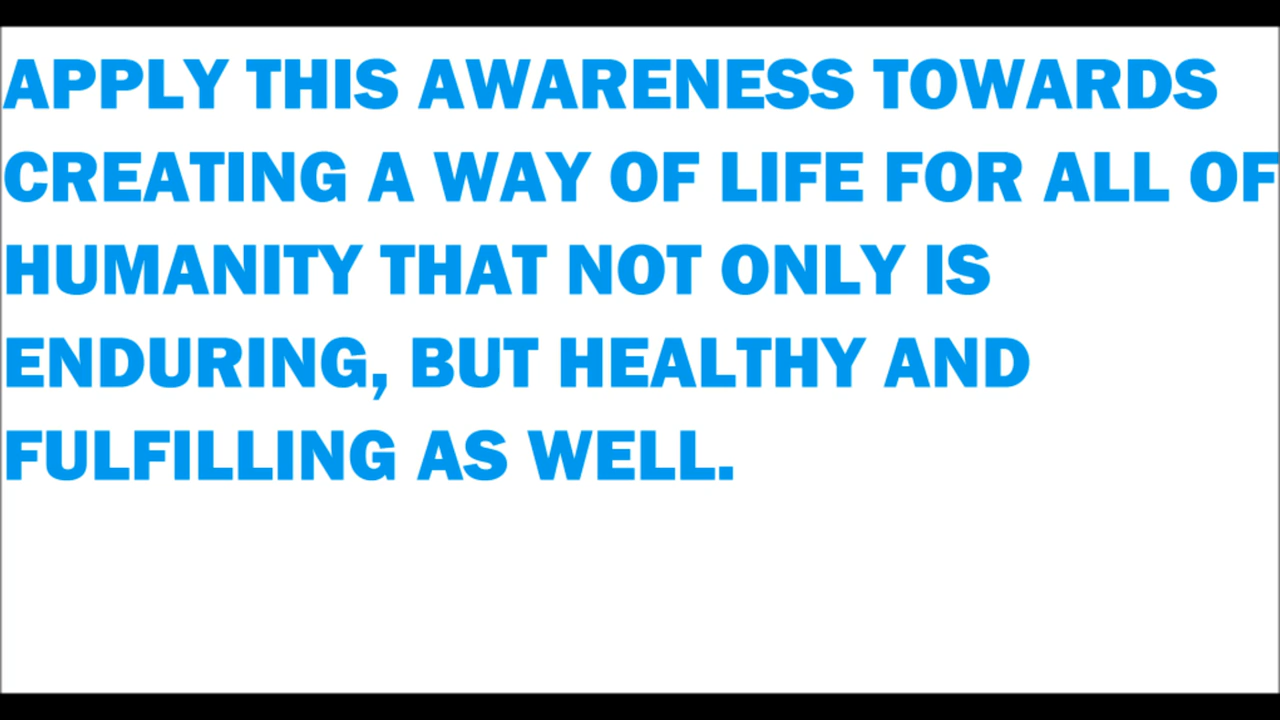 APPLY THIS AWARENESS TOWARDS
CREATING A WAY OF LIFE FOR ALL OF
HUMANITY THAT NOT ONLY IS
ENDURING, BUT HEALTHY AND
FULFILLING AS WELL.